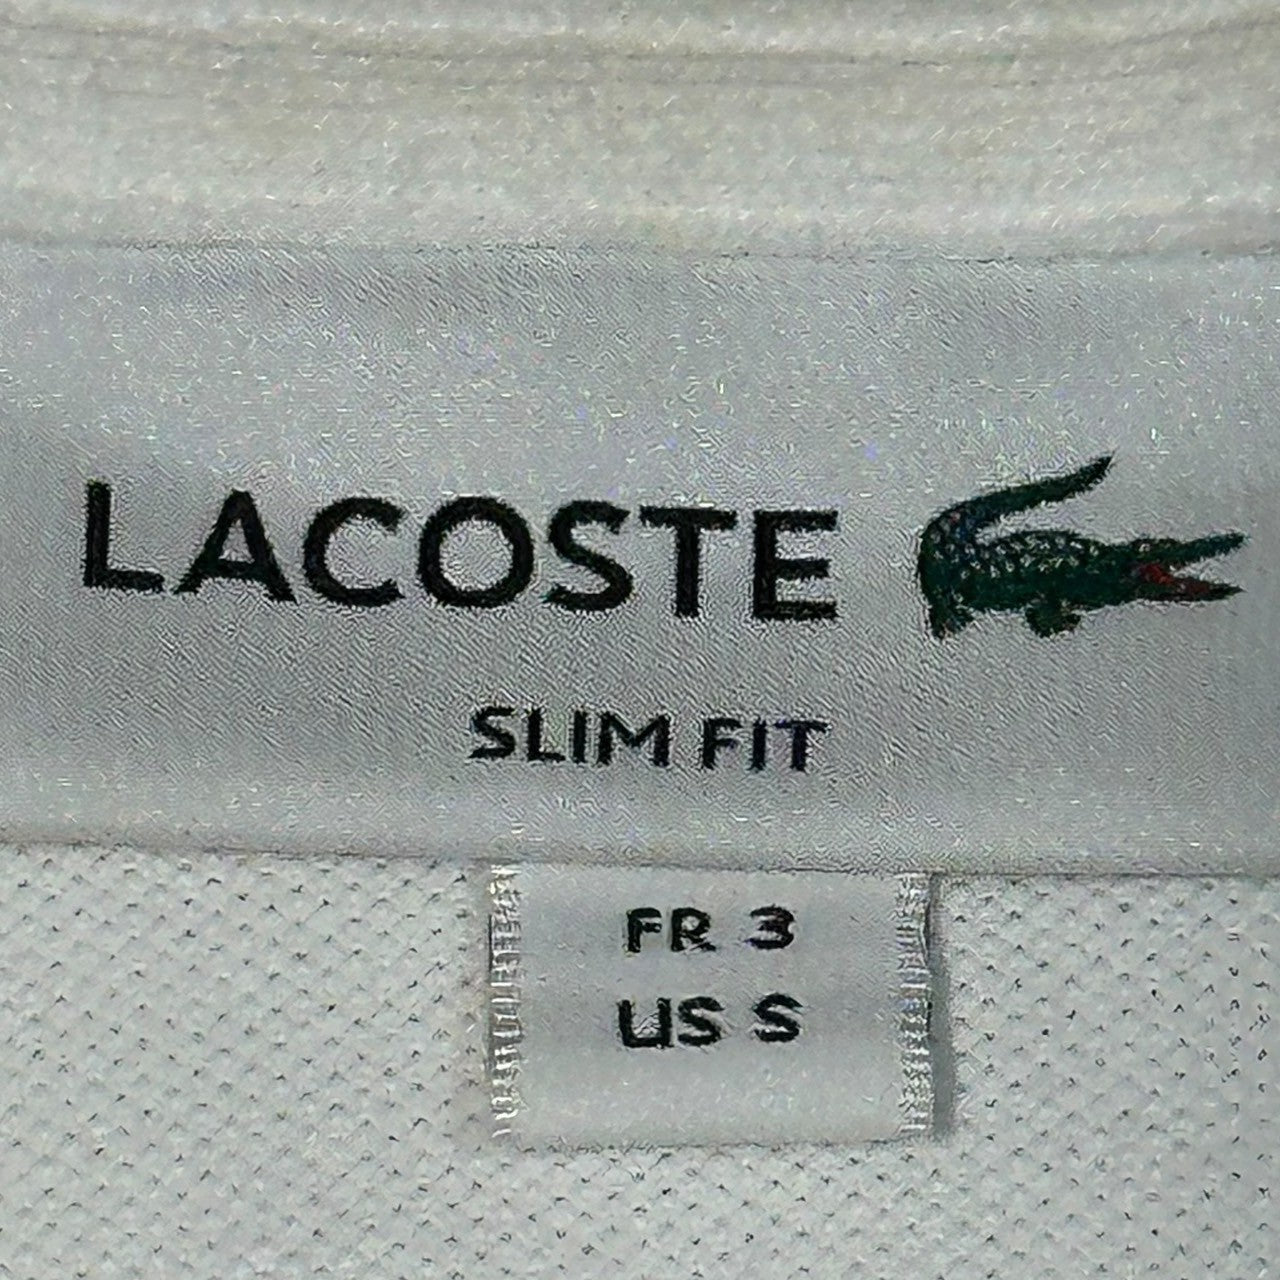 LACOSTE
SLIM FIT
FR 3
US S